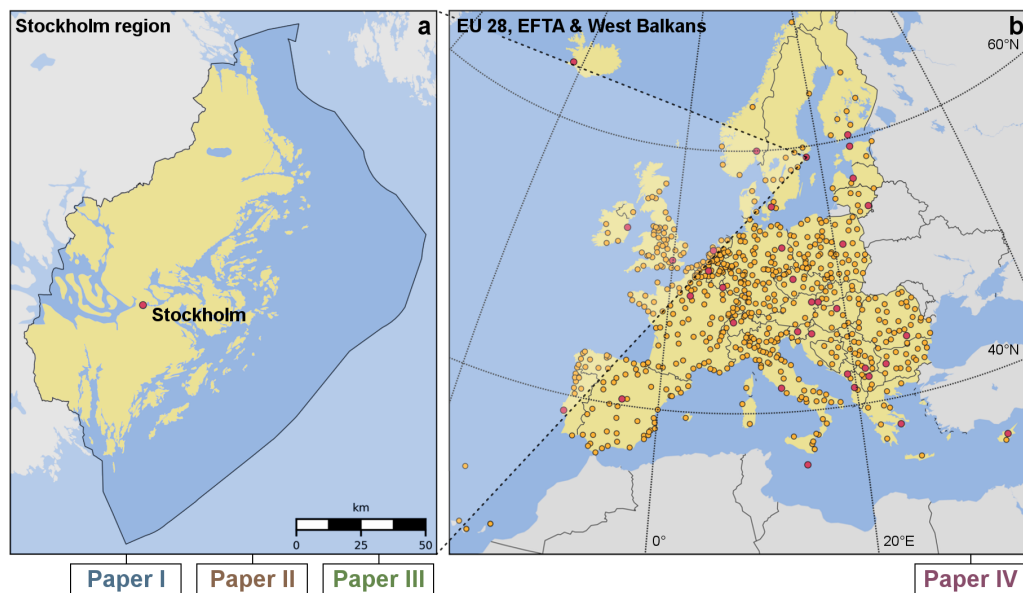 Stockholm region
a
EU 28, EFTA & West Balkans
b
60°N
Stockholm
40°N
km
0
25
50
0°
20°E
Paper I
Paper II
Paper III
Paper IV